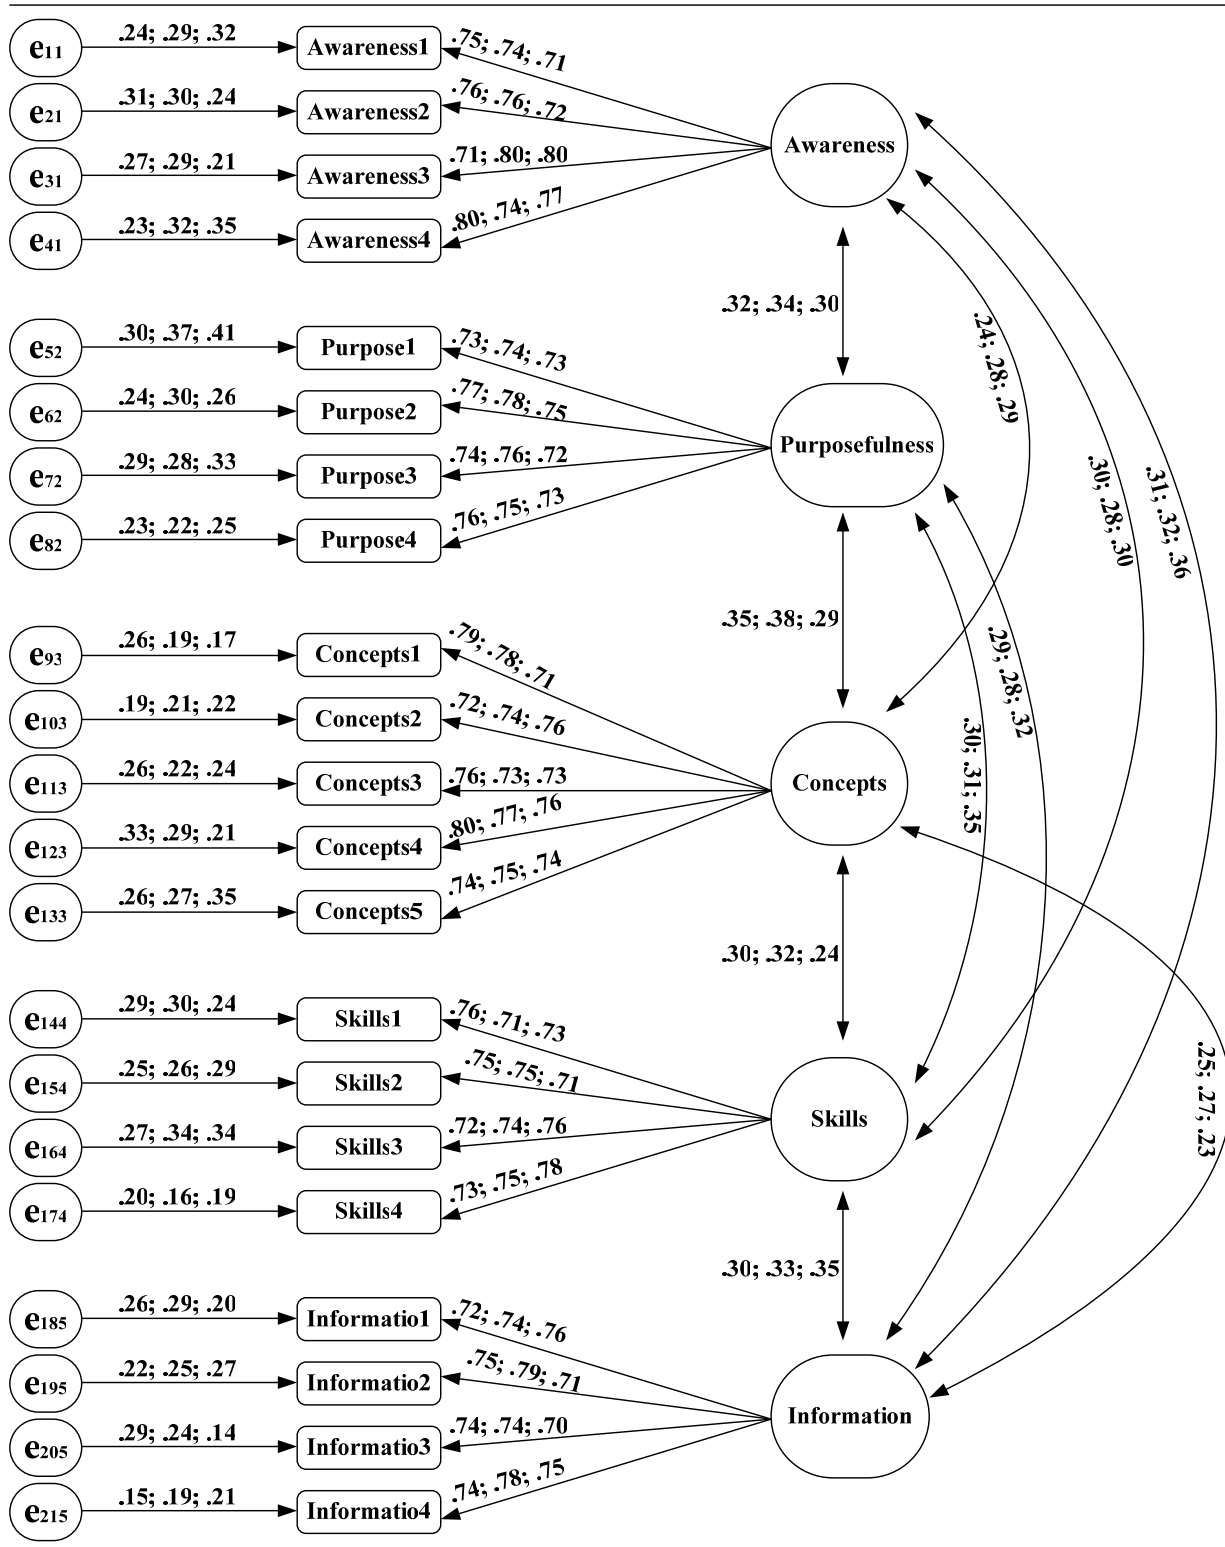 e11 .24; .29; .32 Awareness1 .75; .74; .71
e21 .31; .30; .24 Awareness2 .76; .76; .72
Awareness
e31 .27; .29; .21 Awareness3 .71; .80; .80
e41 .23; .32; .35 Awareness4 .80; .74; .77
.32; .34; .30
.24; .28; .29
e52 .30; .37; .41 Purpose1 .73; .74; .73
e62 .24; .30; .26 Purpose2 .77; .78; .75
Purposefulness
e72 .29; .28; .33 Purpose3 .74; .76; .72
.30; .28; .30
.31; .32; .36
e82 .23; .22; .25 Purpose4 .76; .75; .73
.35; .38; .29
e93 .26; .19; .17 Concepts1 .79; .78; .71
.29; .28; .32
e103 .19; .21; .22 Concepts2 .72; .74; .76
.30; .31; .35
e113 .26; .22; .24 Concepts3 .76; .73; .73
Concepts
e123 .33; .29; .21 Concepts4 .80; .77; .76
e133 .26; .27; .35 Concepts5 .74; .75; .74
.30; .32; .24
e144 .29; .30; .24 Skills1 .76; .71; .73
e154 .25; .26; .29 Skills2 .75; .75; .71
.25; .27; .23
Skills
e164 .27; .34; .34 Skills3 .72; .74; .76
e174 .20; .16; .19 Skills4 .73; .75; .78
.30; .33; .35
e185 .26; .29; .20 Informatio1 .72; .74; .76
e195 .22; .25; .27 Informatio2 .75; .79; .71
Information
e205 .29; .24; .14 Informatio3 .74; .74; .70
e215 .15; .19; .21 Informatio4 .74; .78; .75